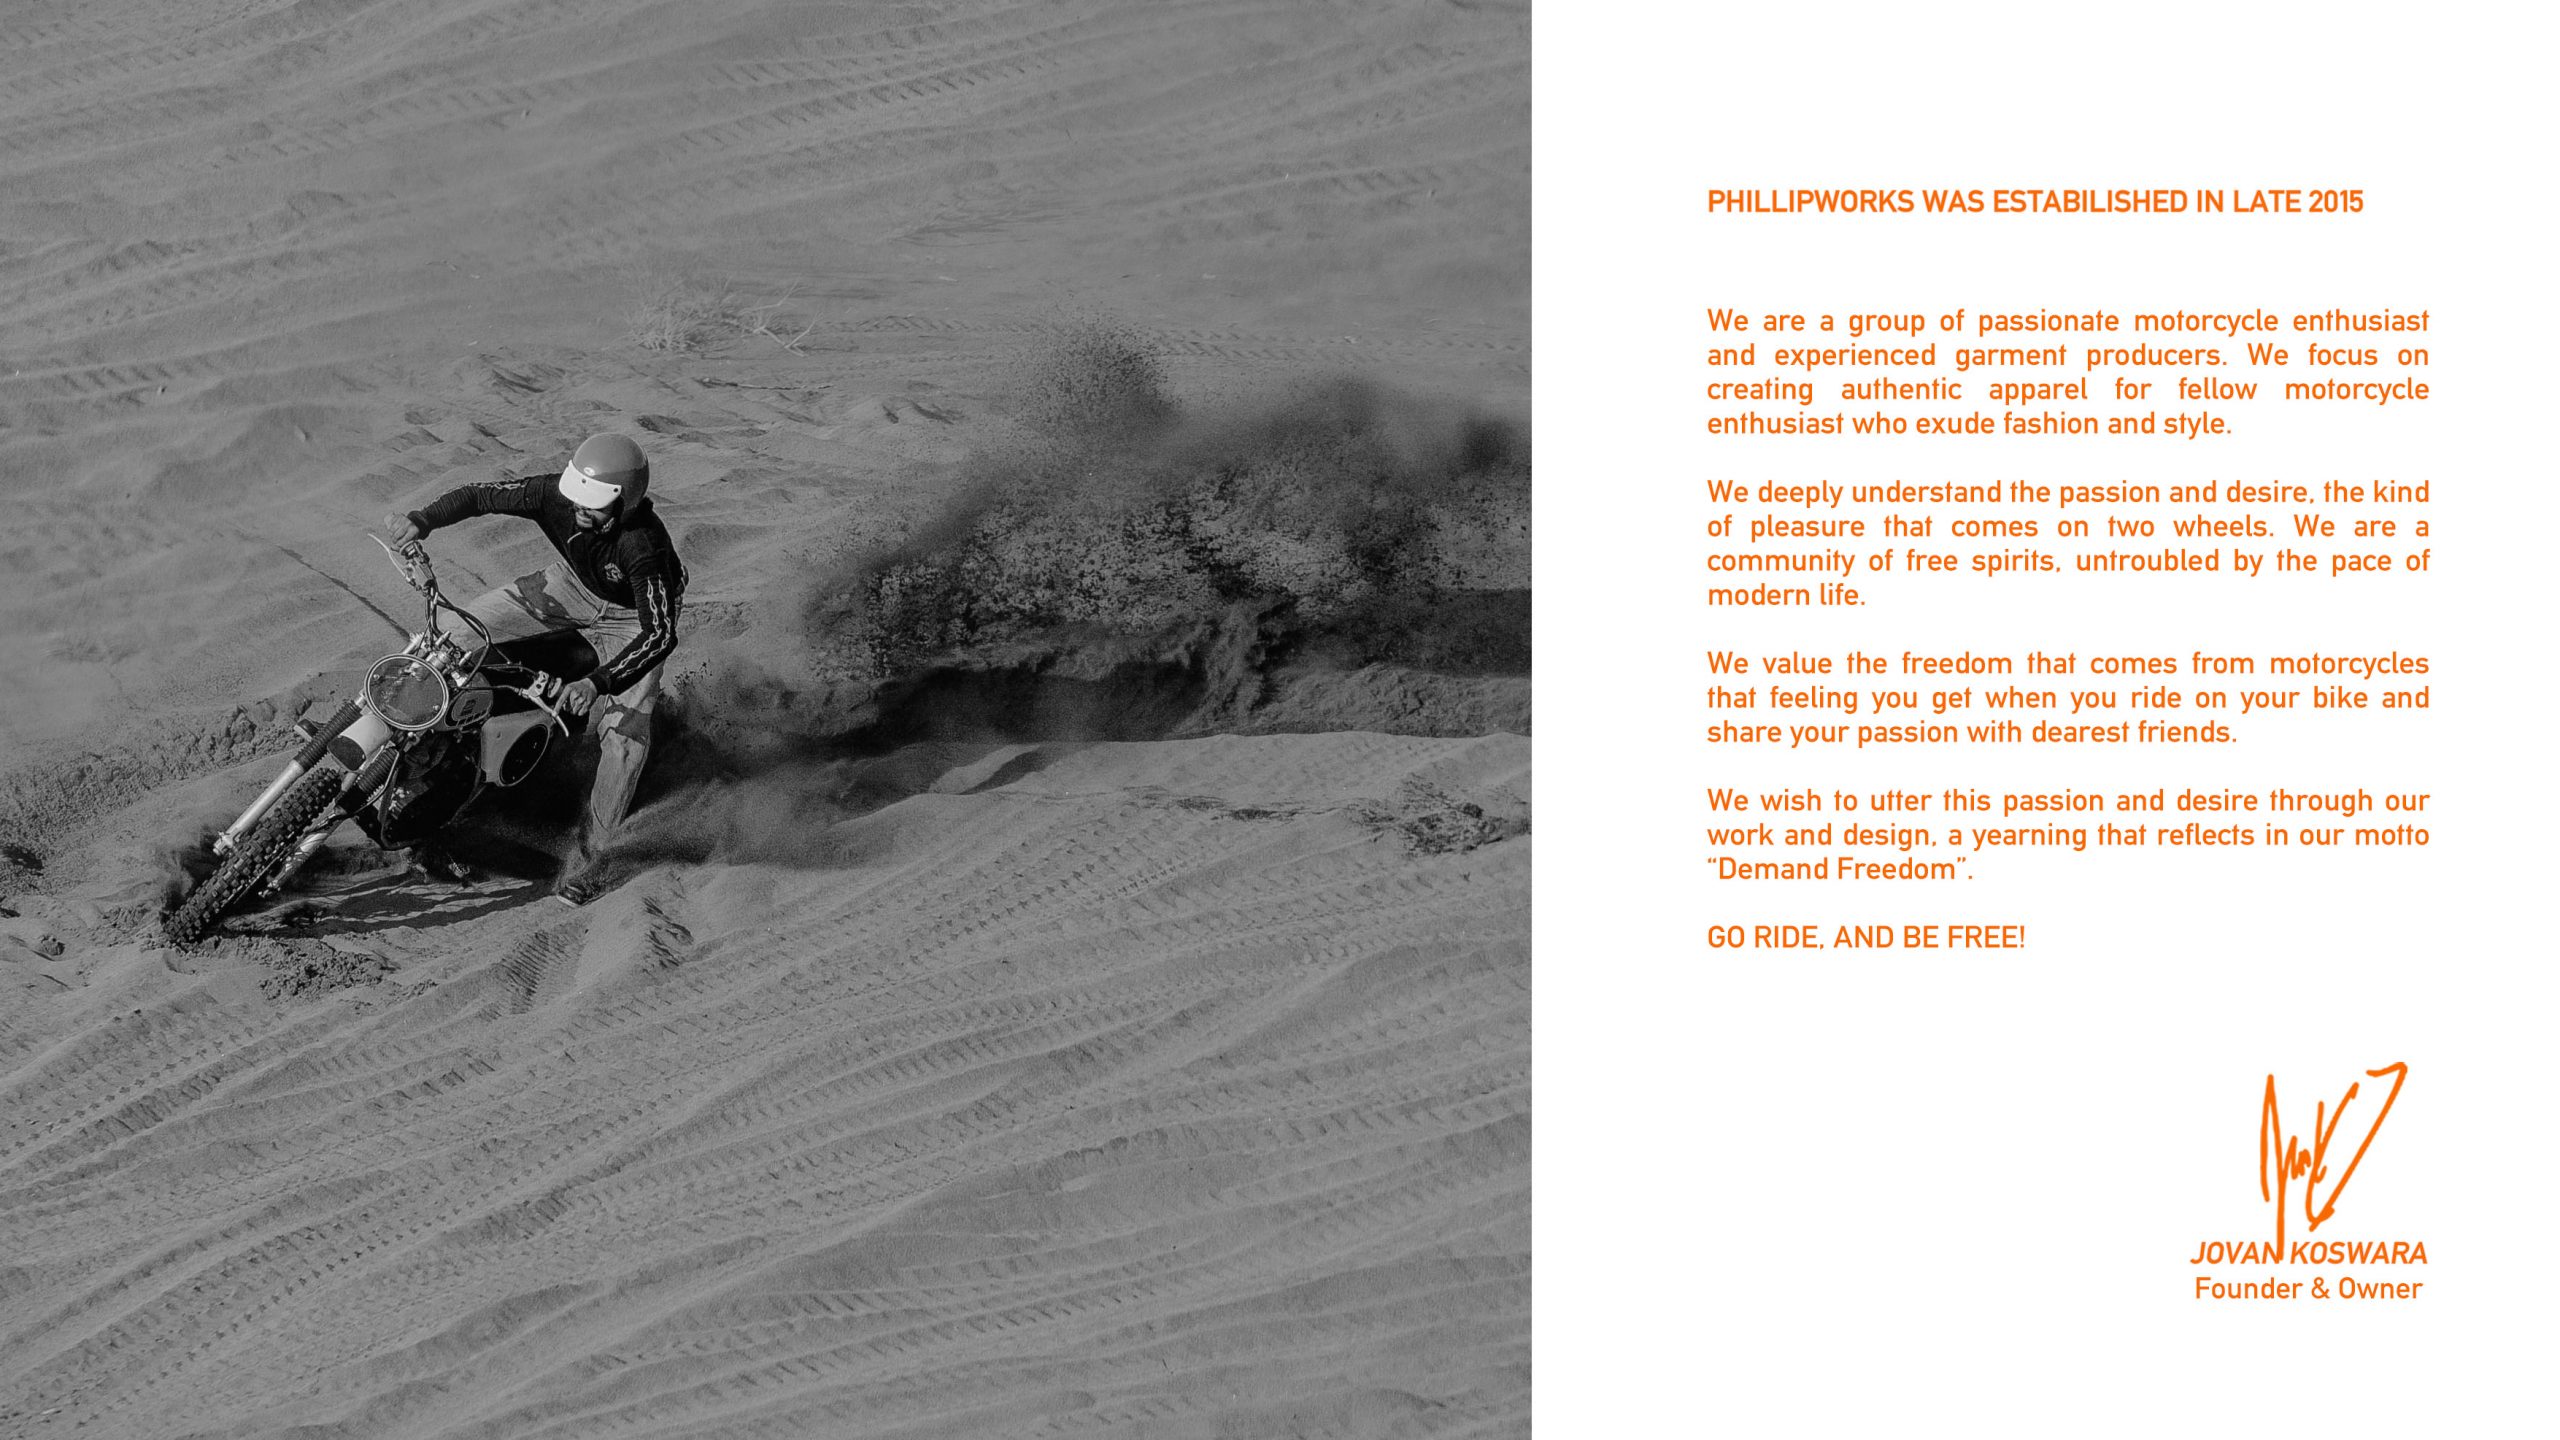 PHILLIPWORKS WAS ESTABILISHED IN LATE 2015
We are a group of passionate motorcycle enthusiast
and experienced garment producers. We focus on
creating authentic apparel for fellow motorcycle
enthusiast who exude fashion and style.
We deeply understand the passion and desire, the kind
of pleasure that comes on two wheels. We are a
community of free spirits, untroubled by the pace of
modern life.
We value the freedom that comes from motorcycles
that feeling you get when you ride on your bike and
share your passion with dearest friends.
We wish to utter this passion and desire through our
work and design, a yearning that reflects in our motto
“Demand Freedom”.
GO RIDE, AND BE FREE!
JOVAN KOSWARA
Founder & Owner